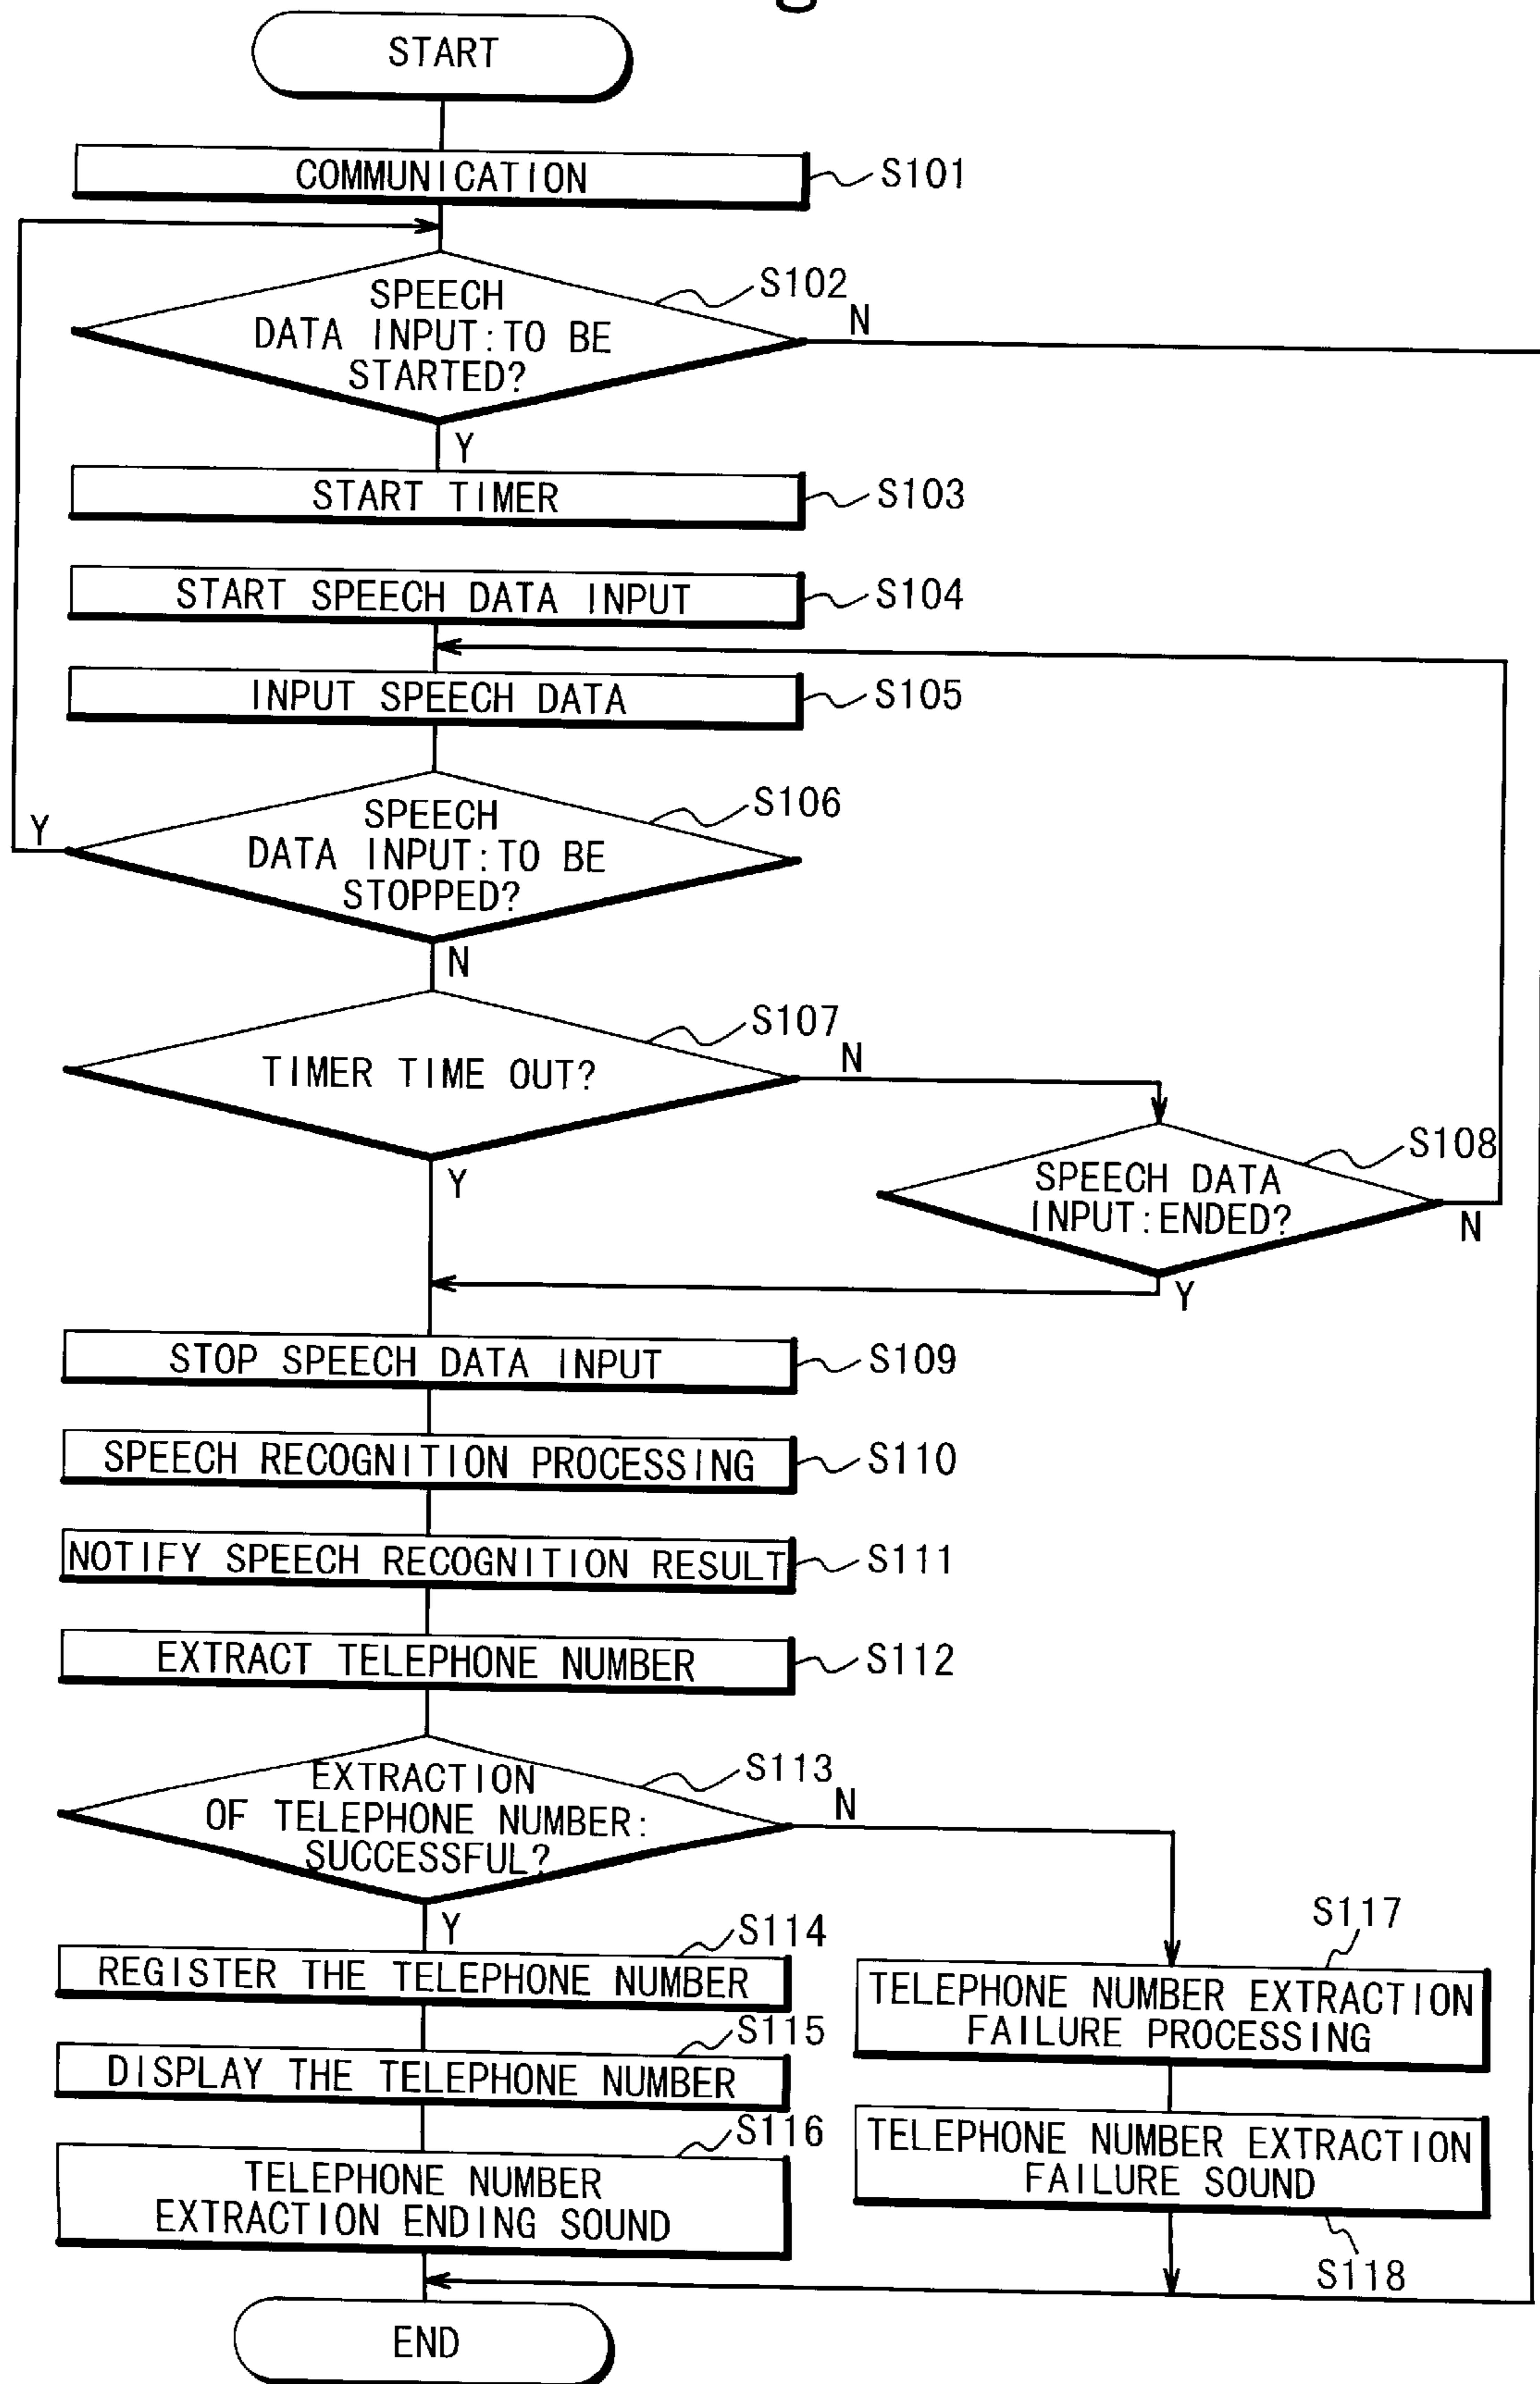 START
COMMUNICATION
S101
S102
SPEECH
DATA INPUT:TO BE
STARTED?
N
Y
START TIMER
S103
START SPEECH DATA INPUT
S104
INPUT SPEECH DATA
S105
S106
SPEECH
DATA INPUT:TO BE
STOPPED?
Y
N
S107
TIMER TIME OUT?
N
Y
S108
SPEECH DATA
INPUT:ENDED?
N
Y
STOP SPEECH DATA INPUT
S109
SPEECH RECOGNITION PROCESSING
S110
NOTIFY SPEECH RECOGNITION RESULT
S111
EXTRACT TELEPHONE NUMBER
S112
S113
EXTRACTION
OF TELEPHONE NUMBER:
SUCCESSFUL?
N
Y
S114
REGISTER THE TELEPHONE NUMBER
S115
DISPLAY THE TELEPHONE NUMBER
S116
TELEPHONE NUMBER
EXTRACTION ENDING SOUND
S117
TELEPHONE NUMBER EXTRACTION
FAILURE PROCESSING
TELEPHONE NUMBER EXTRACTION
FAILURE SOUND
S118
END